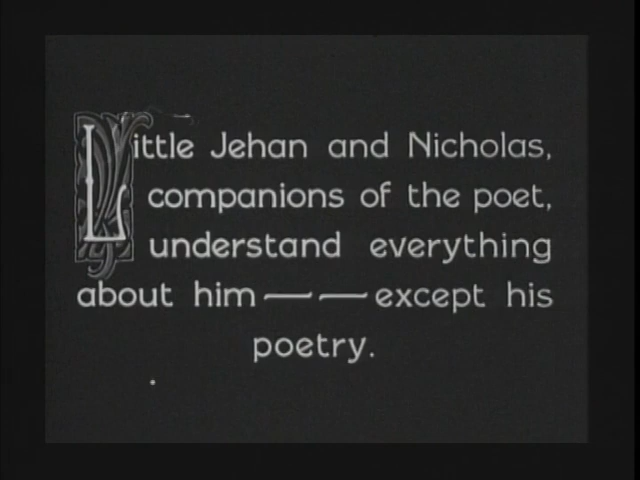 Little Jehan and Nicholas,
companions of the poet,
understand everything
about him — — except his
poetry.